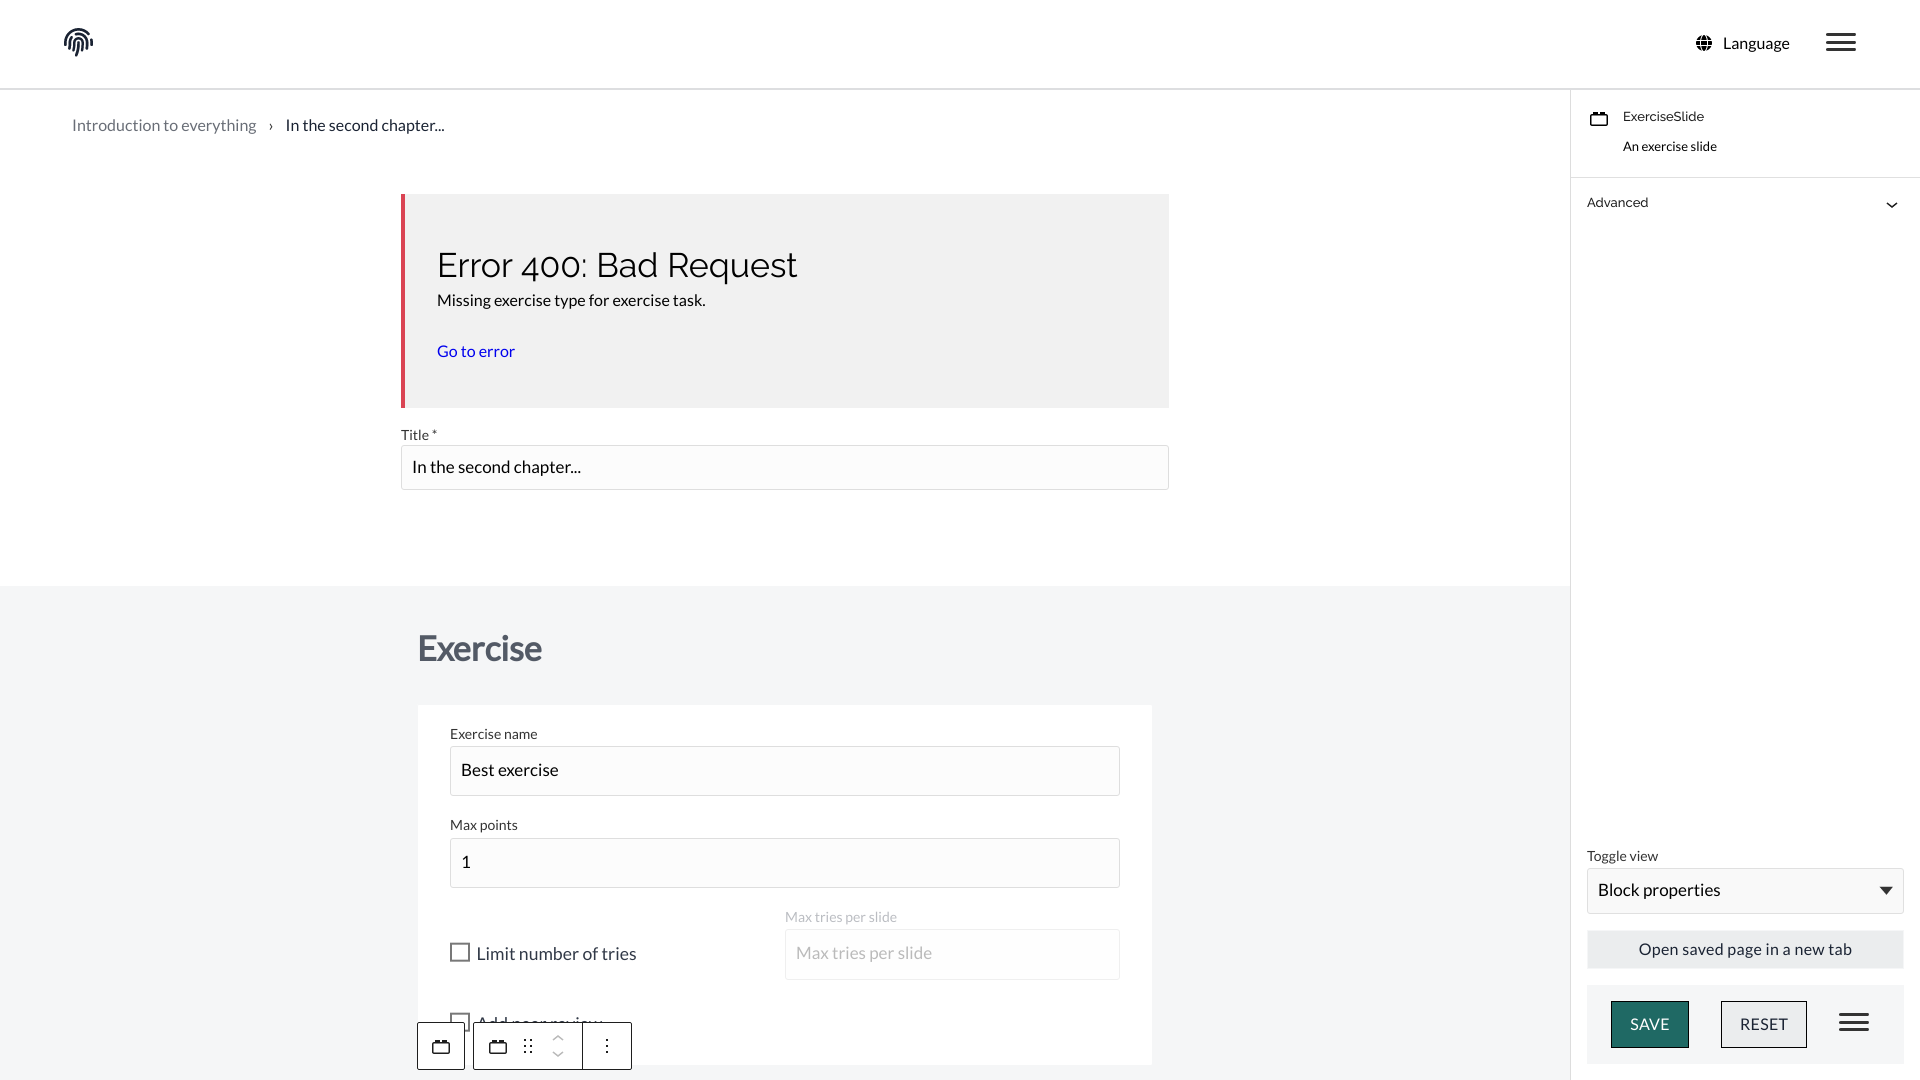 Language
Introduction to everything › In the second chapter...
ExerciseSlide
An exercise slide
Advanced
Error 400: Bad Request
Missing exercise type for exercise task.
Go to error
Title *
In the second chapter...
Exercise
Exercise name
Best exercise
Max points
1
Max tries per slide
Limit number of tries
Max tries per slide
Add peer review
Toggle view
Block properties
Open saved page in a new tab
SAVE
RESET